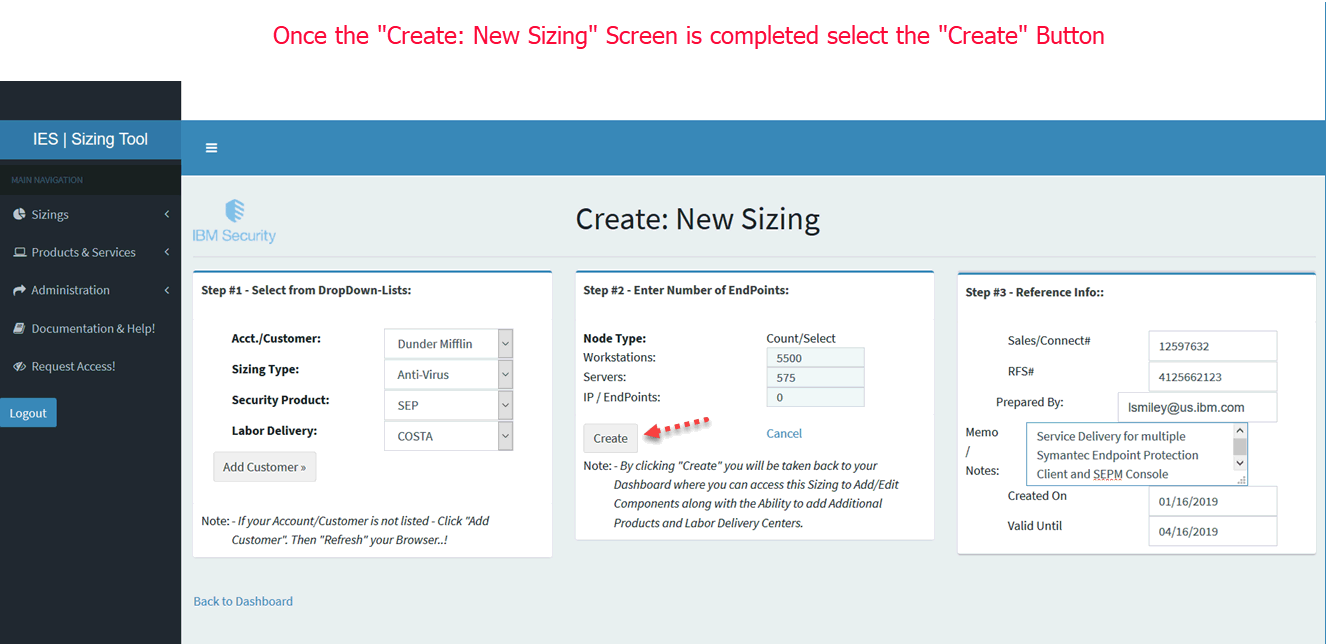 Once the "Create: New Sizing" Screen is completed select the "Create" Button
IES | Sizing Tool
MAIN NAVIGATION
Sizings
Products & Services
Administration
Documentation & Help!
Request Access!
Logout
IBM Security
Create: New Sizing
Step #1 - Select from DropDown-Lists:
Acct./Customer: Dunder Mifflin
Sizing Type: Anti-Virus
Security Product: SEP
Labor Delivery: COSTA
Add Customer »
Note: - If your Account/Customer is not listed - Click "Add
Customer". Then "Refresh" your Browser..!
Step #2 - Enter Number of EndPoints:
Node Type: Count/Select
Workstations: 5500
Servers: 575
IP / EndPoints: 0
Create Cancel
Note: - By clicking "Create" you will be taken back to your
Dashboard where you can access this Sizing to Add/Edit
Components along with the Ability to add Additional
Products and Labor Delivery Centers.
Step #3 - Reference Info::
Sales/Connect# 12597632
RFS# 4125662123
Prepared By: lsmiley@us.ibm.com
Memo
/
Notes:
Service Delivery for multiple
Symantec Endpoint Protection
Client and SEPM Console
Created On 01/16/2019
Valid Until 04/16/2019
Back to Dashboard